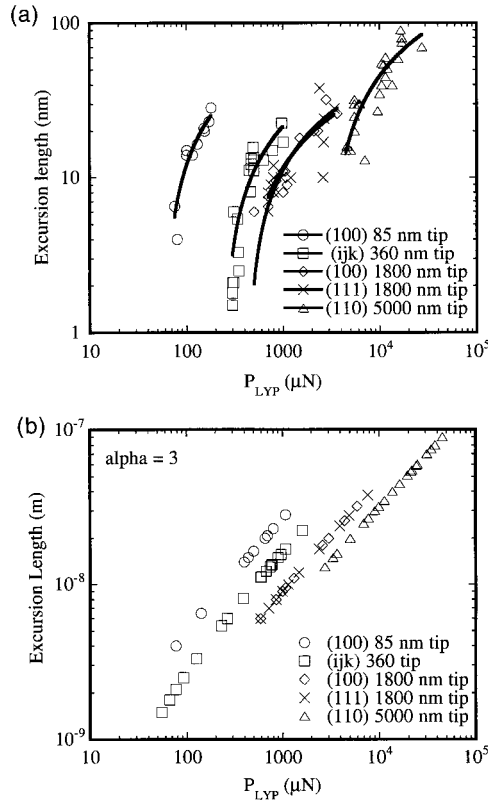 (a)
100
10
1
Excursion length (nm)
(100) 85 nm tip
(ijk) 360 nm tip
(100) 1800 nm tip
(111) 1800 nm tip
(110) 5000 nm tip
10 100 1000 10⁴ 10⁵
P_LYP (μN)
(b)
10⁻⁷
10⁻⁸
10⁻⁹
Excursion Length (m)
alpha = 3
(100) 85 nm tip
(ijk) 360 tip
(100) 1800 nm tip
(111) 1800 nm tip
(110) 5000 nm tip
10 100 1000 10⁴ 10⁵
P_LYP (μN)